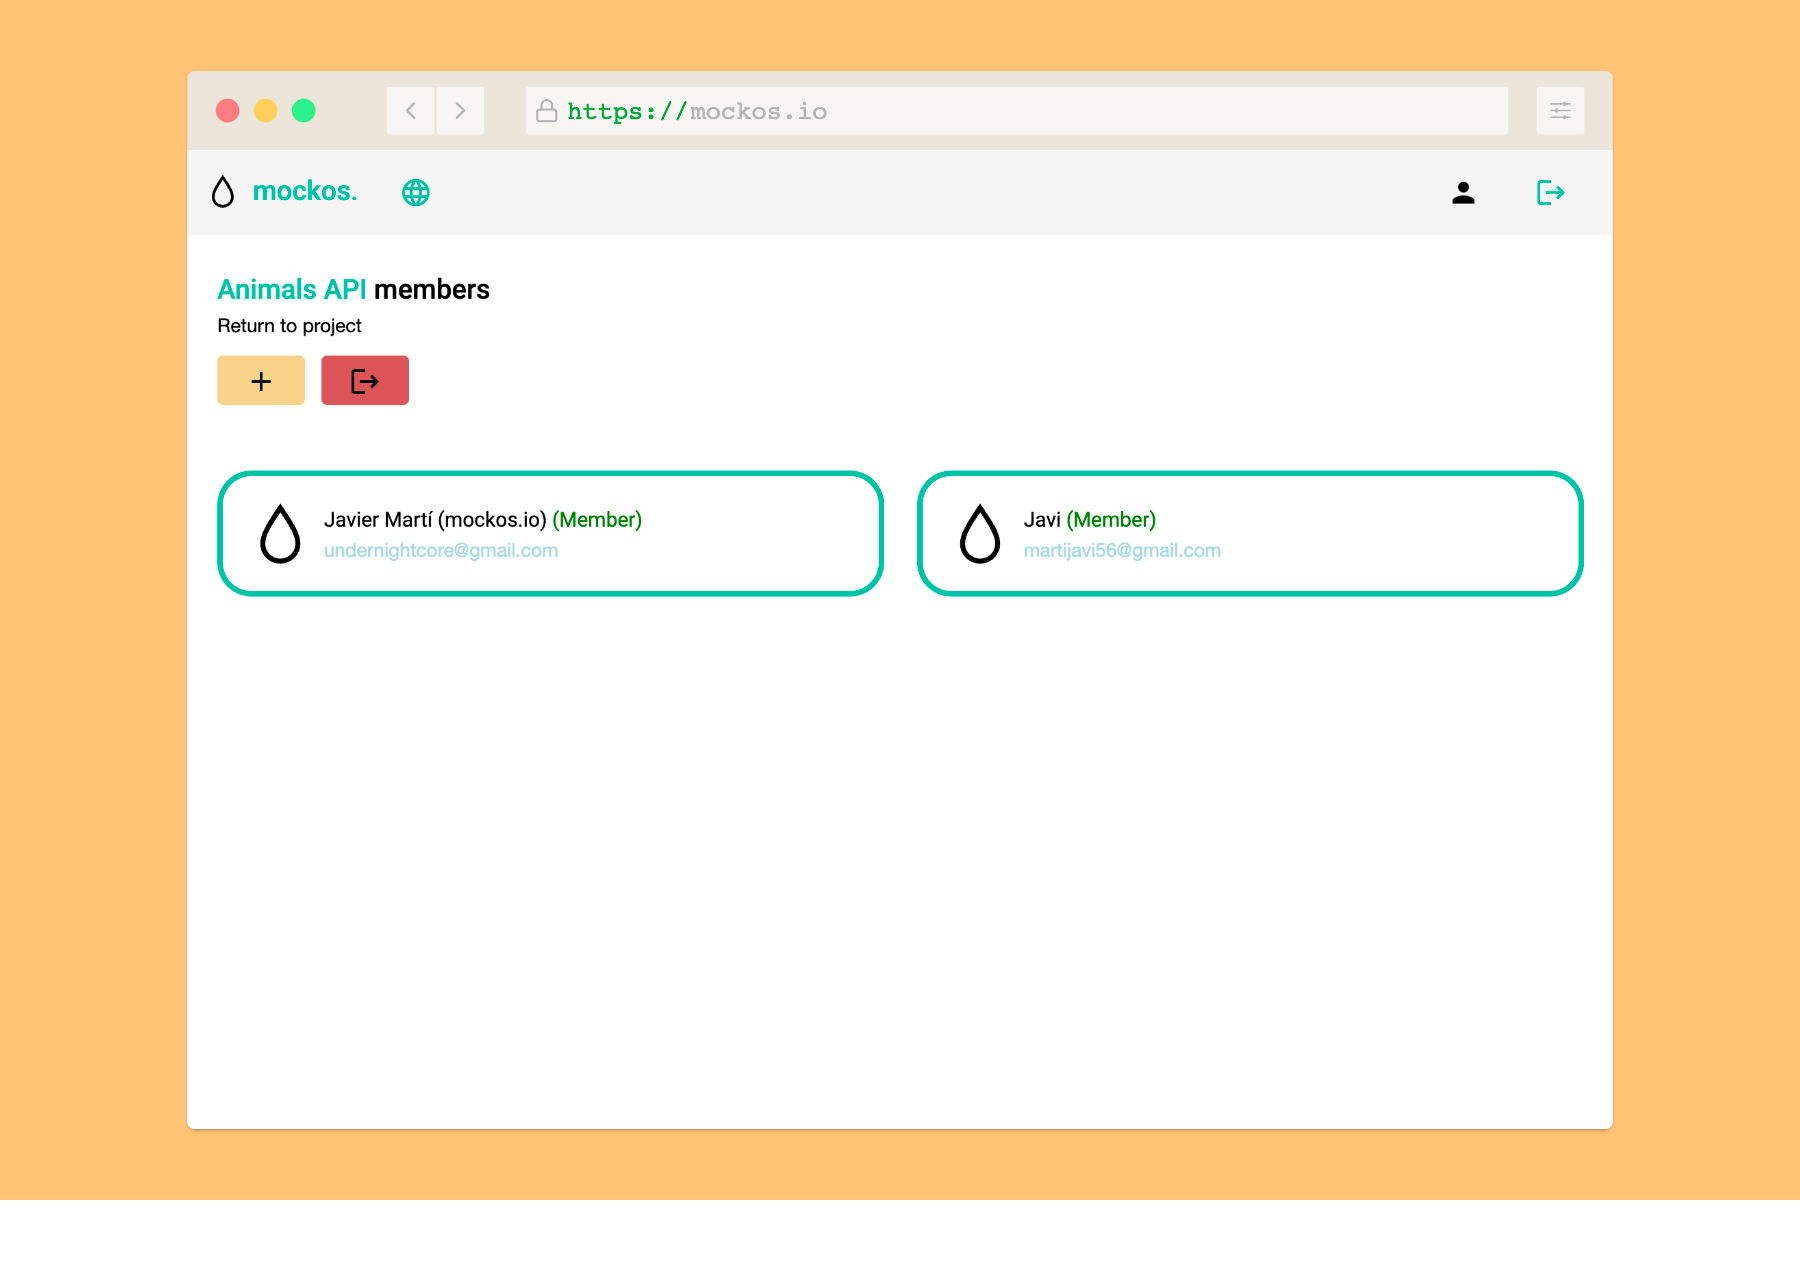 https://mockos.io
mockos.
Animals API members
Return to project
Javier Martí (mockos.io) (Member)
undernightcore@gmail.com
Javi (Member)
martijavi56@gmail.com